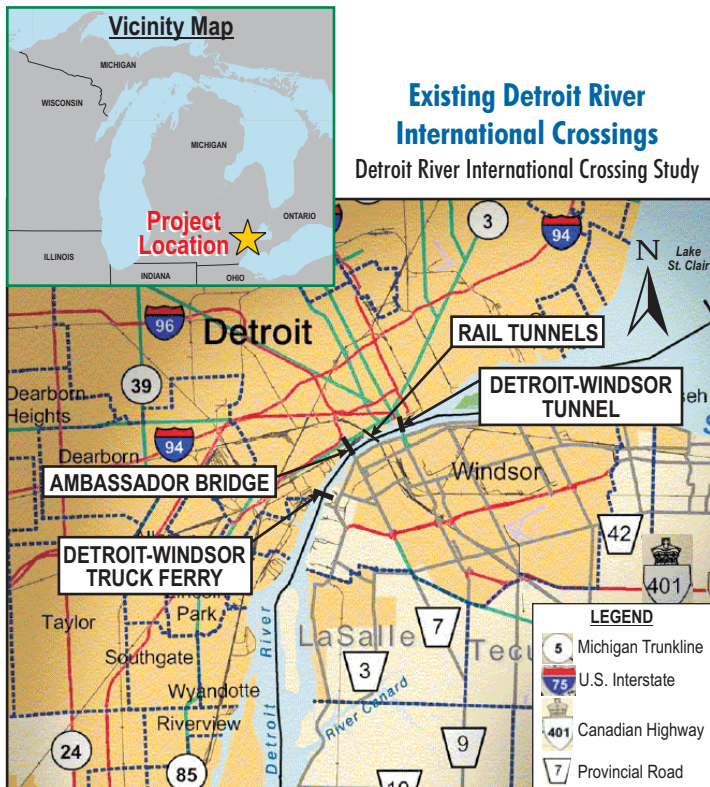 Vicinity Map
MICHIGAN
WISCONSIN
MICHIGAN
ONTARIO
Project
Location
ILLINOIS
INDIANA
OHIO
Existing Detroit River
International Crossings
Detroit River International Crossing Study
3
94
N
Lake
St. Clair
96
Detroit
RAIL TUNNELS
39
DETROIT-WINDSOR
TUNNEL
Dearborn
Heights
94
Dearborn
Windsor
AMBASSADOR BRIDGE
42
DETROIT-WINDSOR
TRUCK FERRY
401
Park
Taylor
LaSalle
7
Southgate
3
Wyandotte
Riverview
Detroit River
River Canard
9
24
85
10
LEGEND
5 Michigan Trunkline
75 U.S. Interstate
401 Canadian Highway
7 Provincial Road